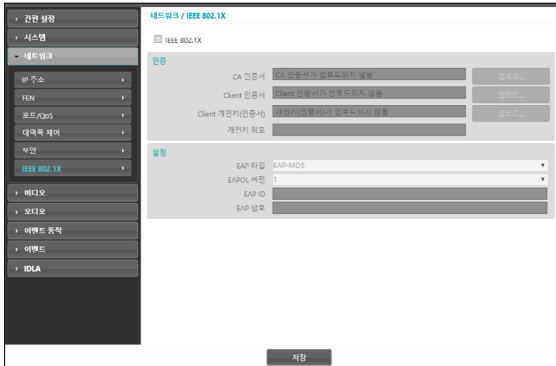 간편 설정
시스템
네트워크
IP 주소
FEN
포트/QoS
대역폭 제어
보안
IEEE 802.1X
비디오
오디오
이벤트 동작
이벤트
IDLA
네트워크 / IEEE 802.1X
IEEE 802.1X
인증
CA 인증서 CA 인증서가 업로드되지 않음 업로드...
Client 인증서 Client 인증서가 업로드되지 않음 업로드...
Client 개인키(인증서) 개인키(인증서)가 업로드되지 않음 업로드...
개인키 암호
설정
EAP 타입 EAP-MD5
EAPOL 버전 1
EAP ID
EAP 암호
저장